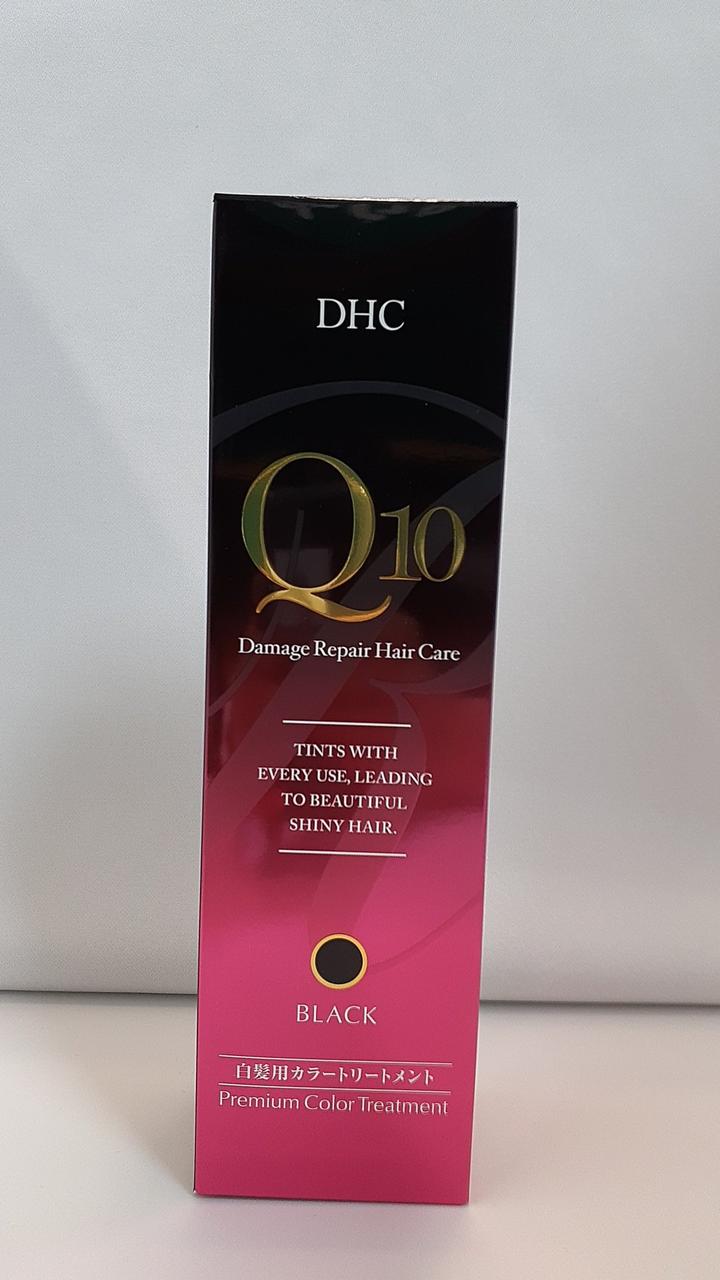 DHC
Q10
Damage Repair Hair Care
TINTS WITH
EVERY USE, LEADING
TO BEAUTIFUL
SHINY HAIR.
BLACK
白髪用カラートリートメント
Premium Color Treatment